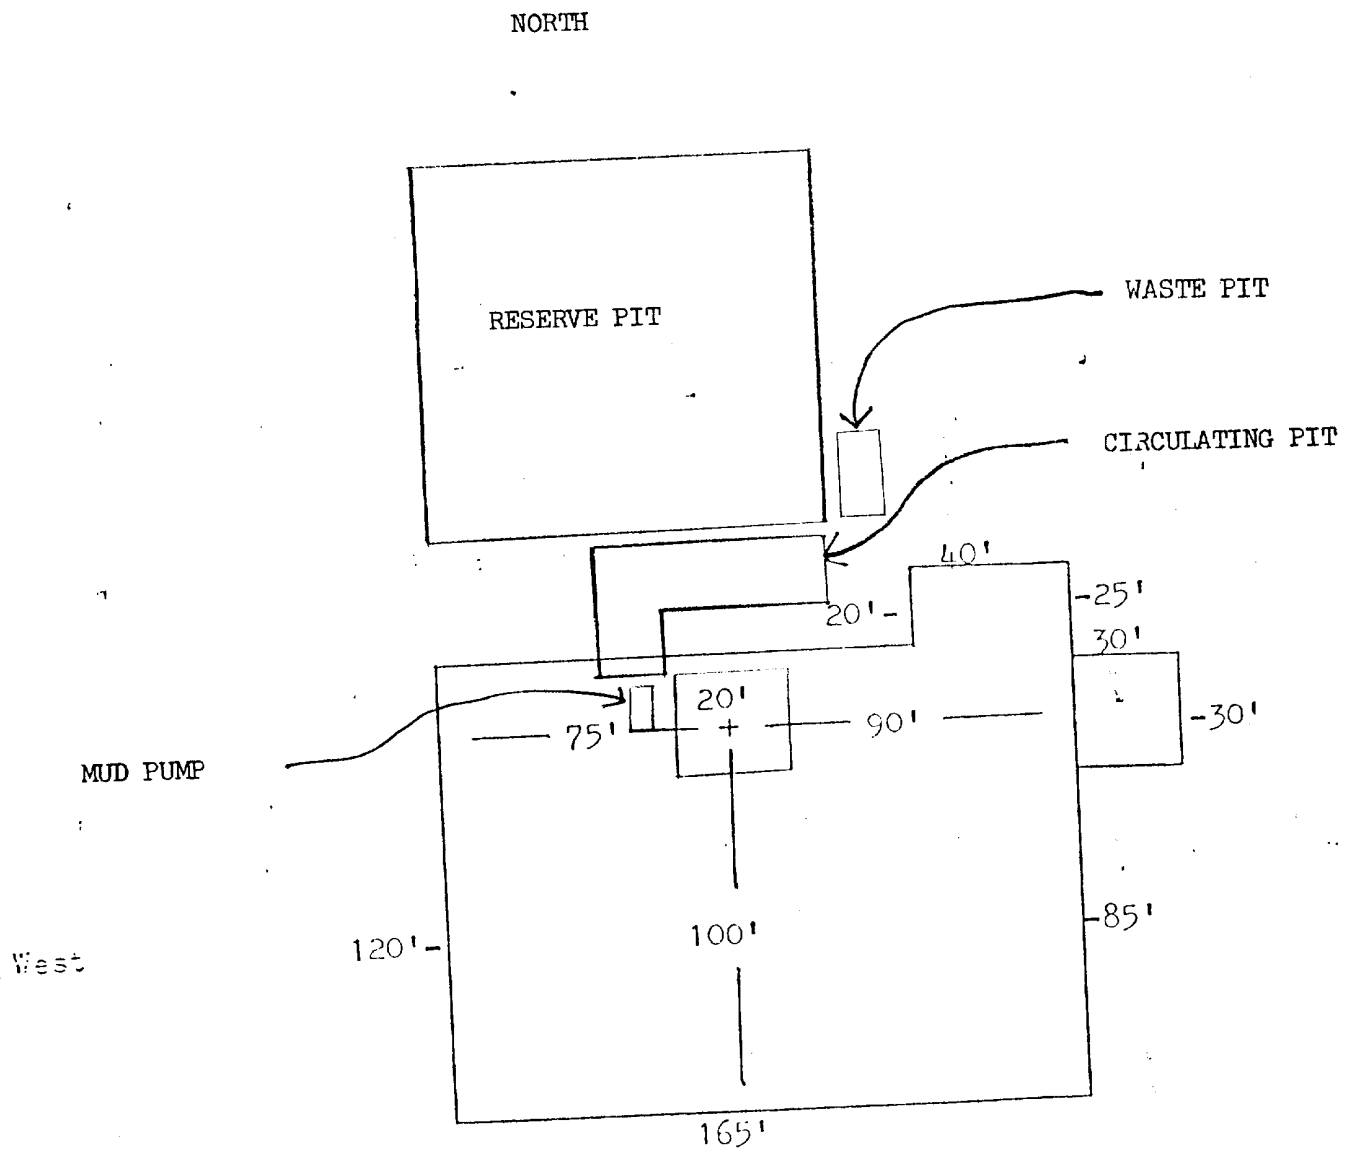 NORTH
WASTE PIT
RESERVE PIT
CIRCULATING PIT
40'
20'-
-25'
30'
20'
75'
90'
-30'
MUD PUMP
-85'
100'
120'-
West
165'